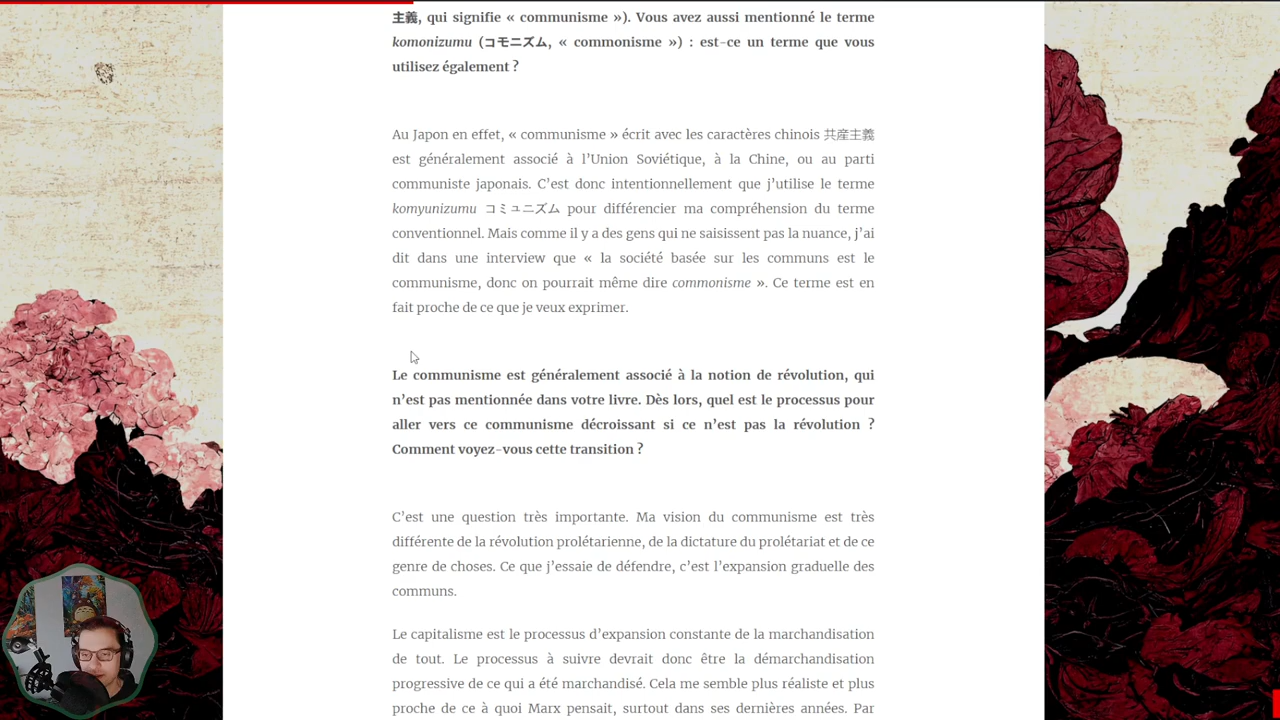 主義, qui signifie « communisme »). Vous avez aussi mentionné le terme
komonizumu (コモニズム, « commonisme ») : est-ce un terme que vous
utilisez également ?
Au Japon en effet, « communisme » écrit avec les caractères chinois 共産主義
est généralement associé à l’Union Soviétique, à la Chine, ou au parti
communiste japonais. C’est donc intentionnellement que j’utilise le terme
komyunizumu コミュニズム pour différencier ma compréhension du terme
conventionnel. Mais comme il y a des gens qui ne saisissent pas la nuance, j’ai
dit dans une interview que « la société basée sur les communs est le
communisme, donc on pourrait même dire commonisme ». Ce terme est en
fait proche de ce que je veux exprimer.
Le communisme est généralement associé à la notion de révolution, qui
n’est pas mentionnée dans votre livre. Dès lors, quel est le processus pour
aller vers ce communisme décroissant si ce n’est pas la révolution ?
Comment voyez-vous cette transition ?
C’est une question très importante. Ma vision du communisme est très
différente de la révolution prolétarienne, de la dictature du prolétariat et de ce
genre de choses. Ce que j’essaie de défendre, c’est l’expansion graduelle des
communs.
Le capitalisme est le processus d’expansion constante de la marchandisation
de tout. Le processus à suivre devrait donc être la démarchandisation
progressive de ce qui a été marchandisé. Cela me semble plus réaliste et plus
proche de ce à quoi Marx pensait, surtout dans ses dernières années. Par